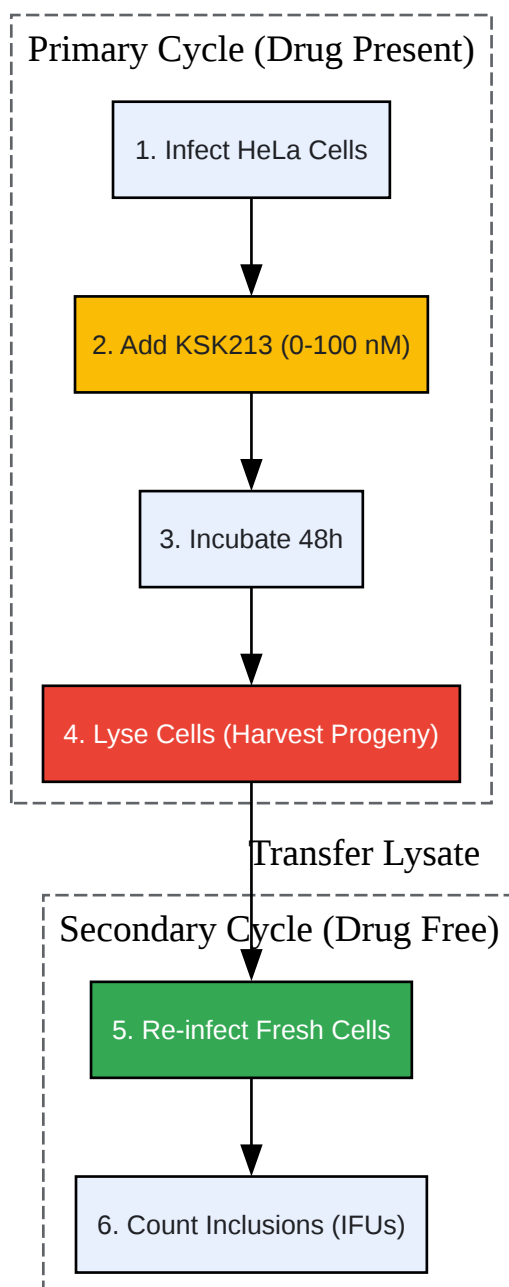 Primary Cycle (Drug Present)
1. Infect HeLa Cells
2. Add KSK213 (0-100 nM)
3. Incubate 48h
4. Lyse Cells (Harvest Progeny)
Transfer Lysate
Secondary Cycle (Drug Free)
5. Re-infect Fresh Cells
6. Count Inclusions (IFUs)